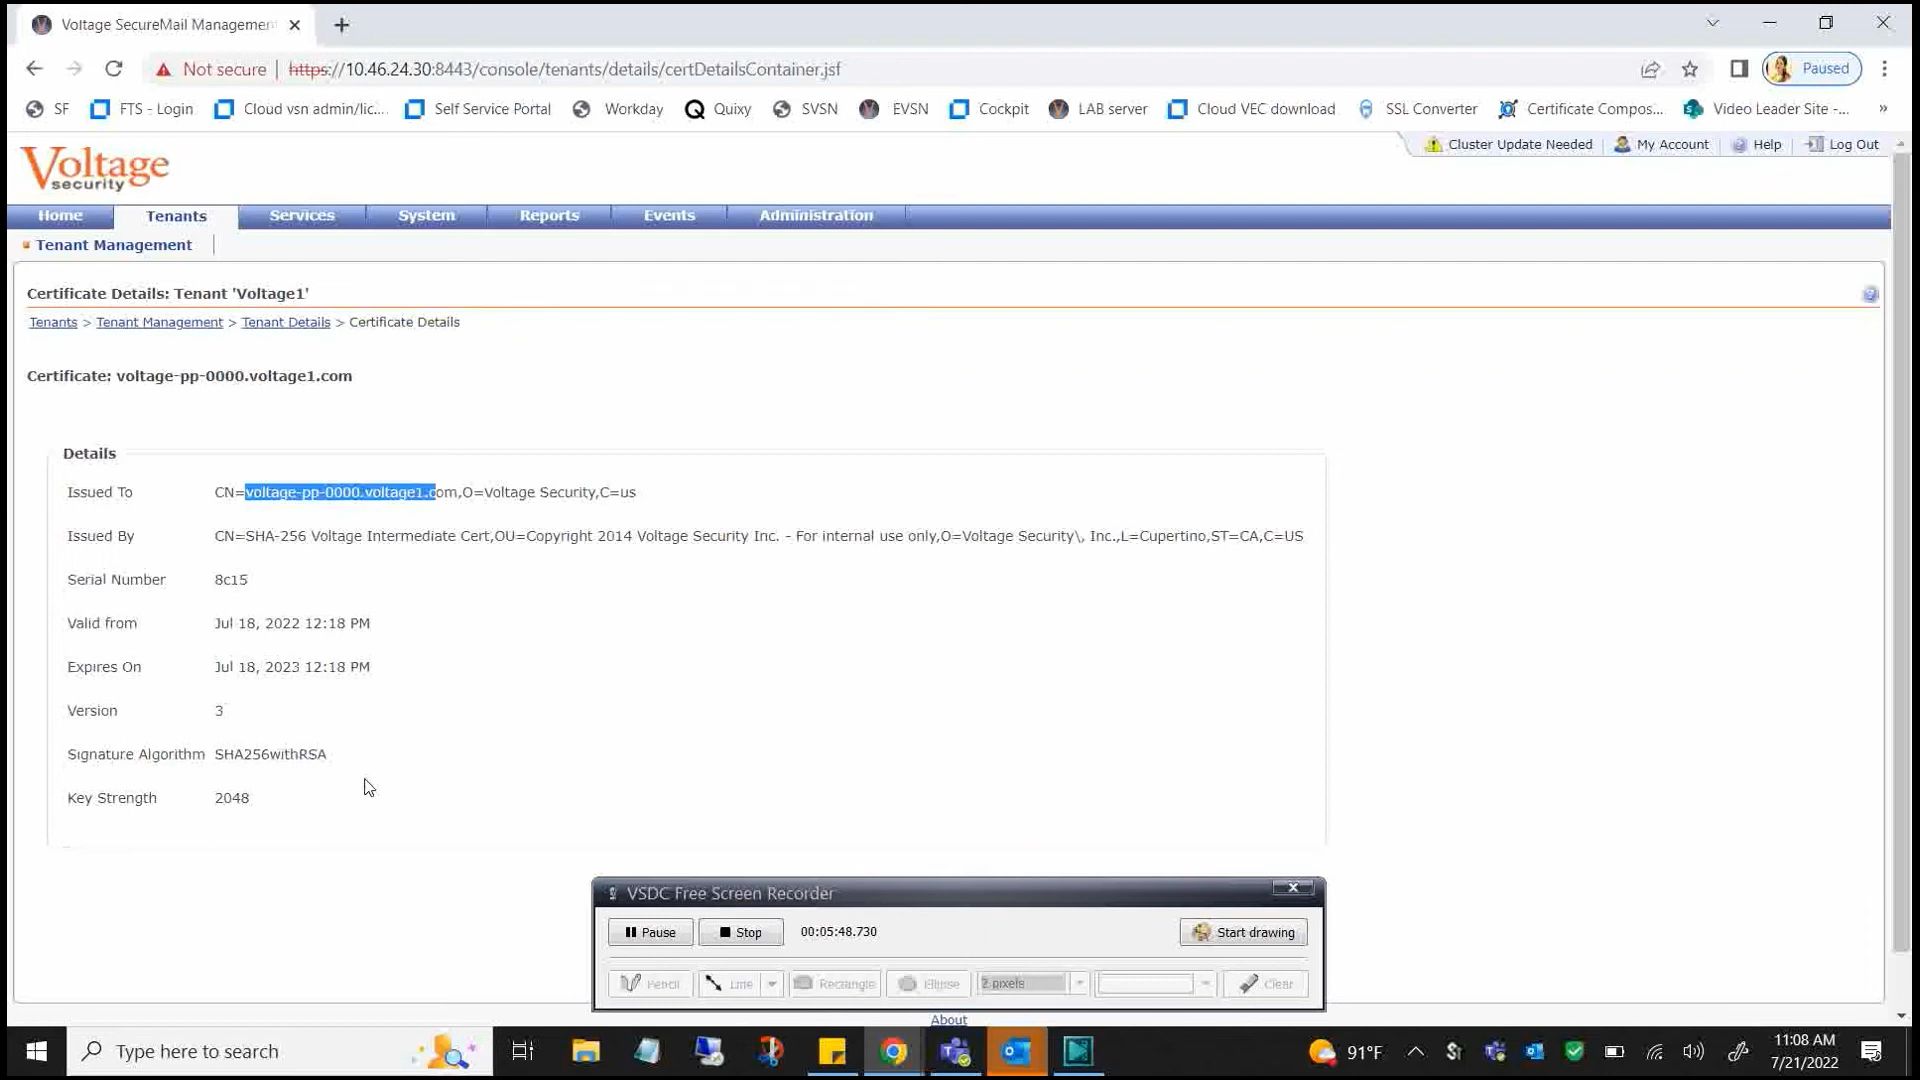 Voltage SecureMail Management
Not secure https://10.46.24.30:8443/console/tenants/details/certDetailsContainer.jsf Paused
SF FTS - Login Cloud vsn admin/lic... Self Service Portal Workday Quixy SVSN EVSN Cockpit LAB server Cloud VEC download SSL Converter Certificate Compos... Video Leader Site -... »
Cluster Update Needed My Account Help Log Out
Voltage
security
Home Tenants Services System Reports Events Administration
Tenant Management
Certificate Details: Tenant 'Voltage1'
Tenants > Tenant Management > Tenant Details > Certificate Details
Certificate: voltage-pp-0000.voltage1.com
Details
Issued To CN=voltage-pp-0000.voltage1.com,O=Voltage Security,C=us
Issued By CN=SHA-256 Voltage Intermediate Cert,OU=Copyright 2014 Voltage Security Inc. - For internal use only,O=Voltage Security\, Inc.,L=Cupertino,ST=CA,C=US
Serial Number 8c15
Valid from Jul 18, 2022 12:18 PM
Expires On Jul 18, 2023 12:18 PM
Version 3
Signature Algorithm SHA256withRSA
Key Strength 2048
VSDC Free Screen Recorder
Pause Stop 00:05:48.730 Start drawing
Pencil Line Rectangle Ellipse 2 pixels Clear
About
Type here to search 91°F 11:08 AM
7/21/2022